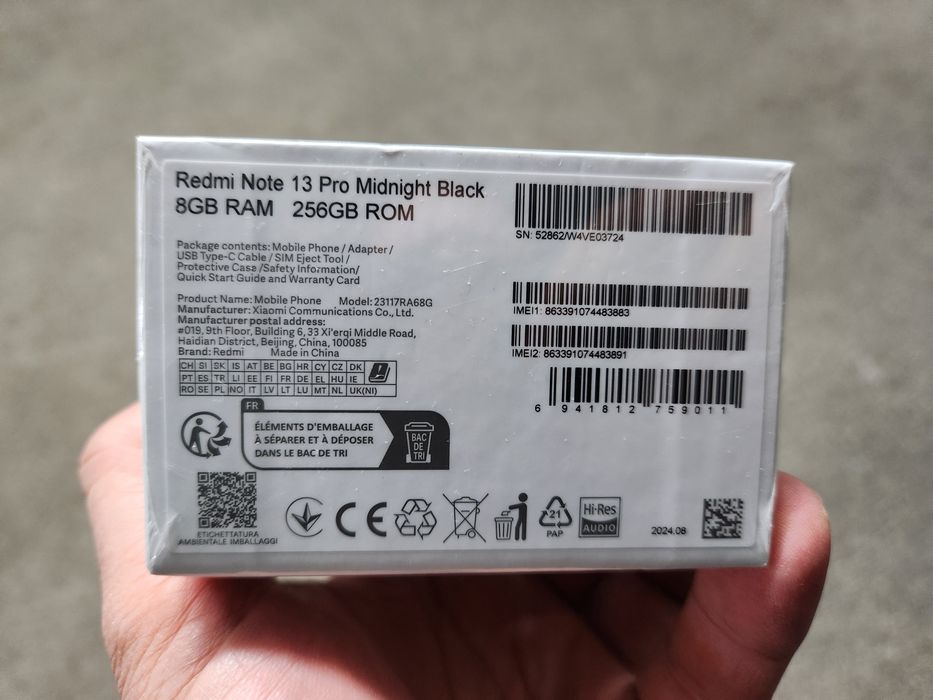 Redmi Note 13 Pro Midnight Black
8GB RAM 256GB ROM
SN: 52862/W4VE03724
Package contents: Mobile Phone / Adapter /
USB Type-C Cable / SIM Eject Tool /
Protective Case /Safety Information/
Quick Start Guide and Warranty Card
IMEI1: 863391074483883
Product Name: Mobile Phone Model: 23117RA68G
Manufacturer: Xiaomi Communications Co., Ltd.
Manufacturer postal address:
#019, 9th Floor, Building 6, 33 Xi'erqi Middle Road,
Haidian District, Beijing, China, 100085
Brand: Redmi Made in China
IMEI2: 863391074483891
CH SI SK IS AT BE BG HR CY CZ DK
PT ES TR LI EE FI FR DE EL HU IE
RO SE PL NO IT LV LT LU MT NL UK(NI)
6 941812 759011
FR
ÉLÉMENTS D'EMBALLAGE
À SÉPARER ET À DÉPOSER
DANS LE BAC DE TRI
BAC
DE
TRI
ETICHETTATURA
AMBIENTALE IMBALLAGGI
CE
21
PAP
Hi-Res
AUDIO
2024.08